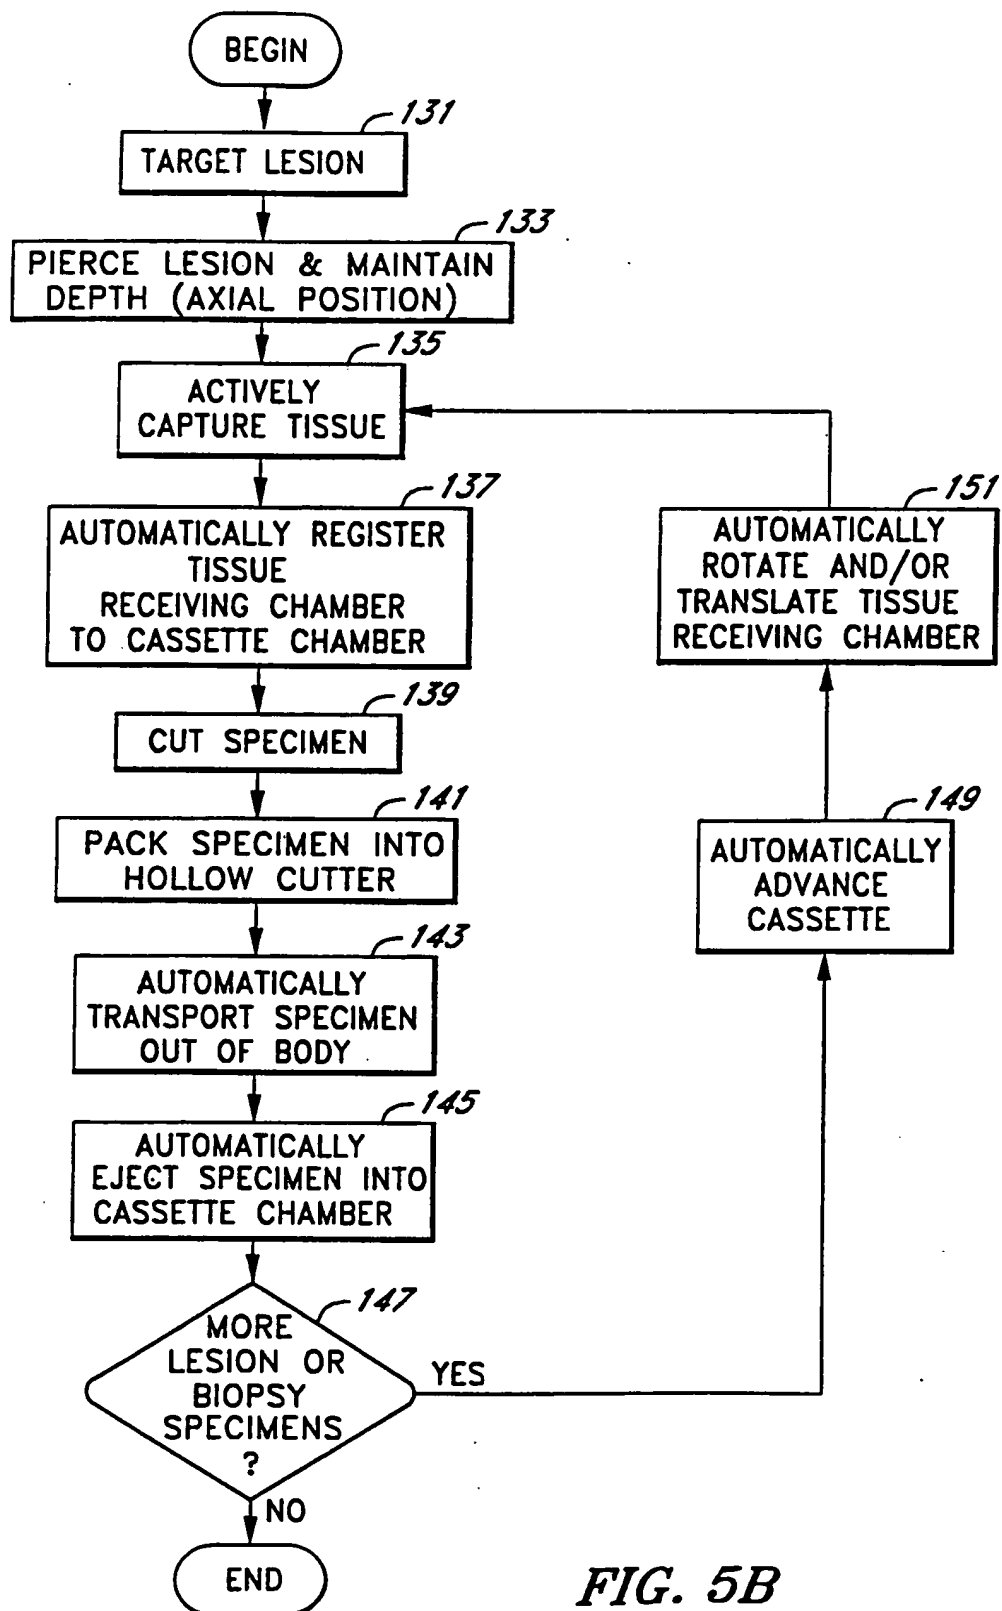 BEGIN
131
TARGET LESION
133
PIERCE LESION & MAINTAIN
DEPTH (AXIAL POSITION)
135
ACTIVELY
CAPTURE TISSUE
137
AUTOMATICALLY REGISTER
TISSUE
RECEIVING CHAMBER
TO CASSETTE CHAMBER
139
CUT SPECIMEN
141
PACK SPECIMEN INTO
HOLLOW CUTTER
143
AUTOMATICALLY
TRANSPORT SPECIMEN
OUT OF BODY
145
AUTOMATICALLY
EJECT SPECIMEN INTO
CASSETTE CHAMBER
147
MORE
LESION OR
BIOPSY
SPECIMENS
?
YES
NO
END
149
AUTOMATICALLY
ADVANCE
CASSETTE
151
AUTOMATICALLY
ROTATE AND/OR
TRANSLATE TISSUE
RECEIVING CHAMBER
FIG. 5B